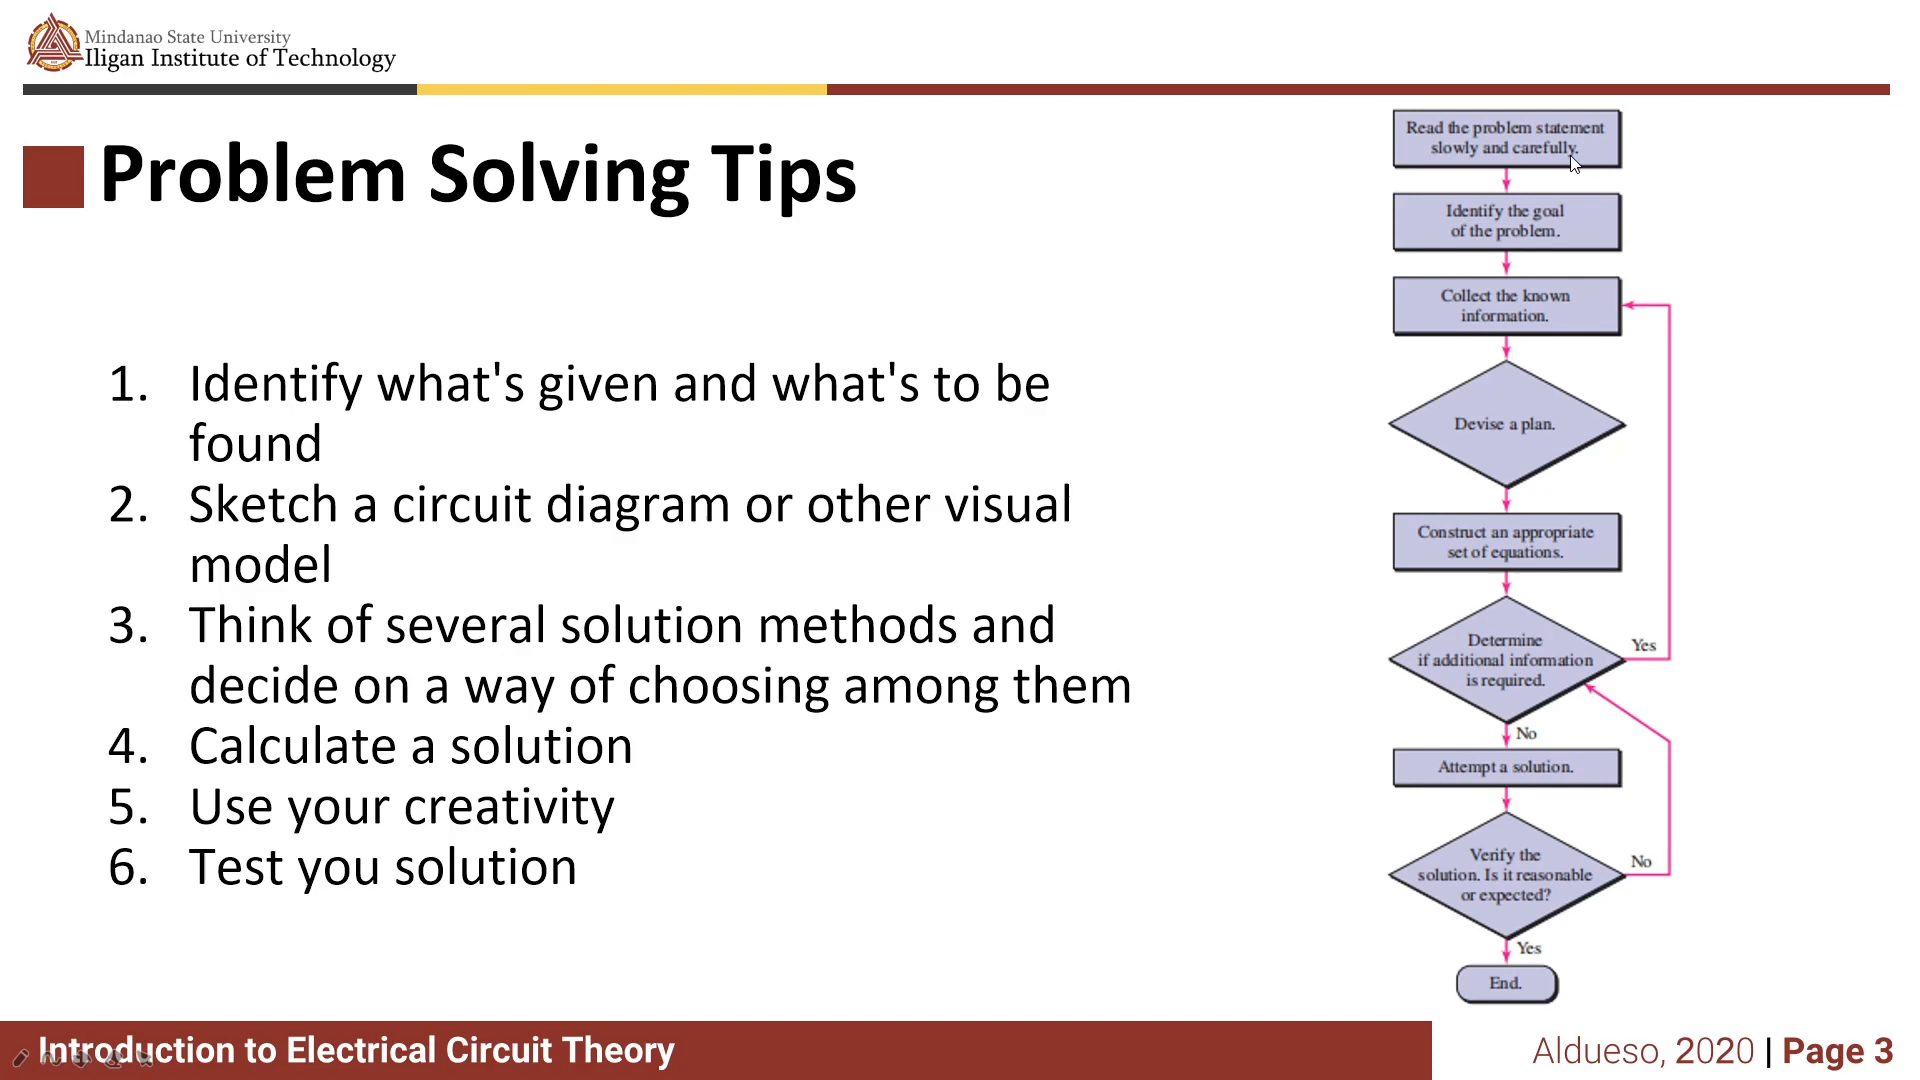 Mindanao State University
Iligan Institute of Technology
Problem Solving Tips
1. Identify what's given and what's to be
found
2. Sketch a circuit diagram or other visual
model
3. Think of several solution methods and
decide on a way of choosing among them
4. Calculate a solution
5. Use your creativity
6. Test you solution
Read the problem statement
slowly and carefully.
Identify the goal
of the problem.
Collect the known
information.
Devise a plan.
Construct an appropriate
set of equations.
Determine
if additional information
is required.
Yes
No
Attempt a solution.
Verify the
solution. Is it reasonable
or expected?
No
Yes
End.
Introduction to Electrical Circuit Theory
Aldueso, 2020 | Page 3